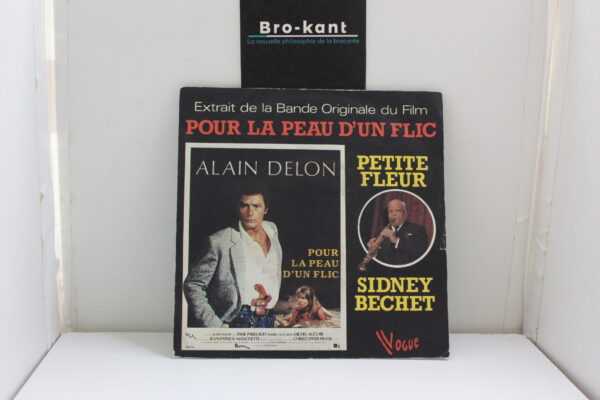 Bro-kant
La nouvelle philosophie de la brocante
Extrait de la Bande Originale du Film
POUR LA PEAU D'UN FLIC
ALAIN DELON
POUR
LA PEAU
D'UN FLIC
PETITE
FLEUR
SIDNEY
BECHET
VOGUE